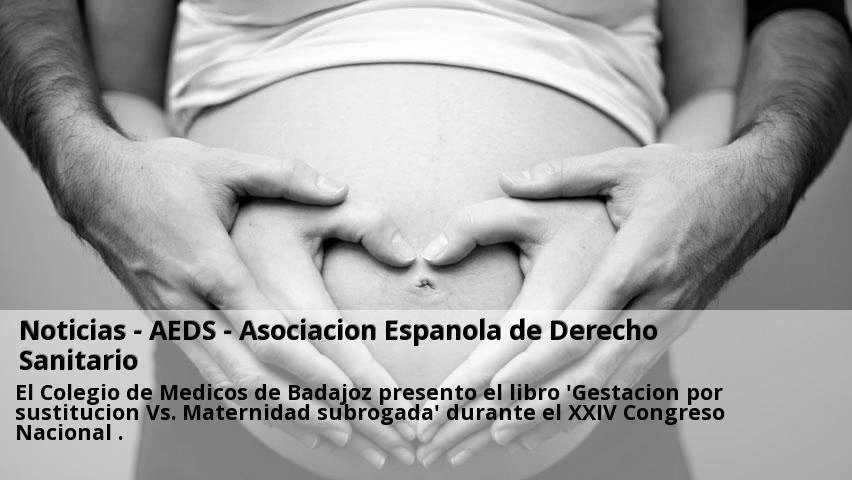 Noticias - AEDS - Asociacion Espanola de Derecho
Sanitario
El Colegio de Medicos de Badajoz presento el libro 'Gestacion por
sustitucion Vs. Maternidad subrogada' durante el XXIV Congreso
Nacional .